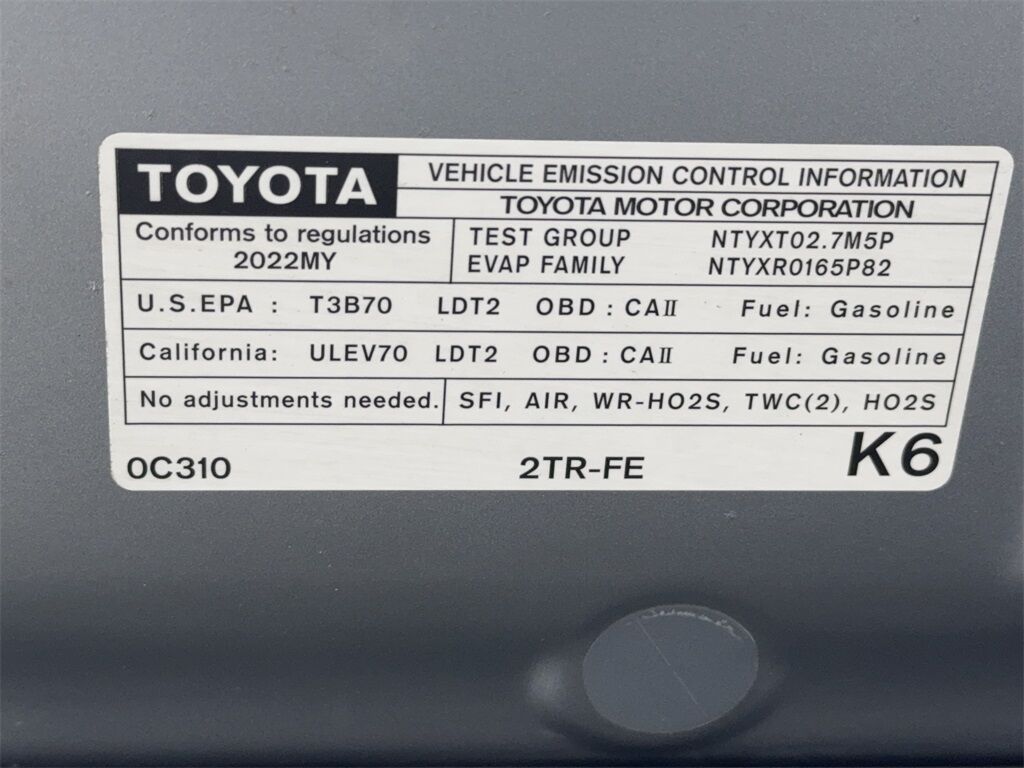 TOYOTA
VEHICLE EMISSION CONTROL INFORMATION
TOYOTA MOTOR CORPORATION
Conforms to regulations
2022MY
TEST GROUP NTYXT02.7M5P
EVAP FAMILY NTYXR0165P82
U.S.EPA : T3B70 LDT2 OBD : CAII Fuel: Gasoline
California: ULEV70 LDT2 OBD : CAII Fuel: Gasoline
No adjustments needed. SFI, AIR, WR-HO2S, TWC(2), HO2S
0C310 2TR-FE K6